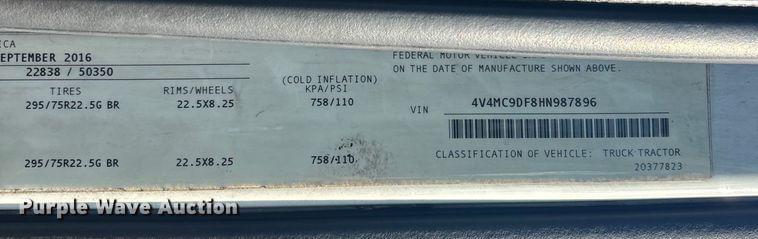 ICA
EPTEMBER 2016
22838 / 50350
TIRES RIMS/WHEELS (COLD INFLATION) KPA/PSI
295/75R22.5G BR 22.5X8.25 758/110
295/75R22.5G BR 22.5X8.25 758/110
FEDERAL MOTOR VEHICLE
ON THE DATE OF MANUFACTURE SHOWN ABOVE.
VIN 4V4MC9DF8HN987896
CLASSIFICATION OF VEHICLE: TRUCK TRACTOR
20377823
Purple Wave Auction